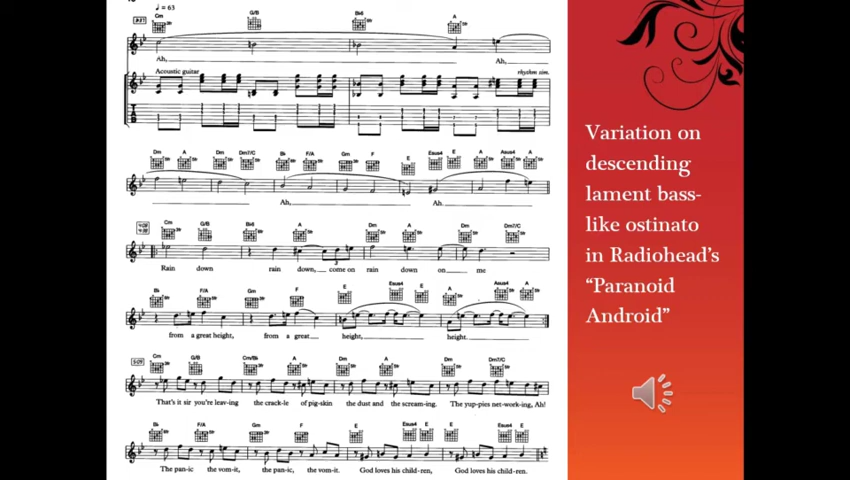 ♩ = 63
Cm G/B B♭6 A
Ah, Ah,
Acoustic guitar rhythm sim.
Dm A Dm Dm7/C B♭ F/A Gm F E Esus4 E A Asus4 A
Ah, Ah.
Cm G/B B♭6 A Dm A Dm Dm7/C
Rain down rain down, come on rain down on me
B♭ F/A Gm F E Esus4 E A Asus4 A
from a great height, from a great height, height.
Cm G/B Cm/B♭ A Dm A Dm Dm7/C
That's it sir you're leav-ing the crack-le of pig-skin the dust and the scream-ing. The yup-pies net-work-ing, Ah!
B♭ F/A Gm F E Esus4 E Esus4 E
The pan-ic the vom-it, the pan-ic, the vom-it. God loves his child-ren, God loves his child-ren.
Variation on
descending
lament bass-
like ostinato
in Radiohead's
“Paranoid
Android”